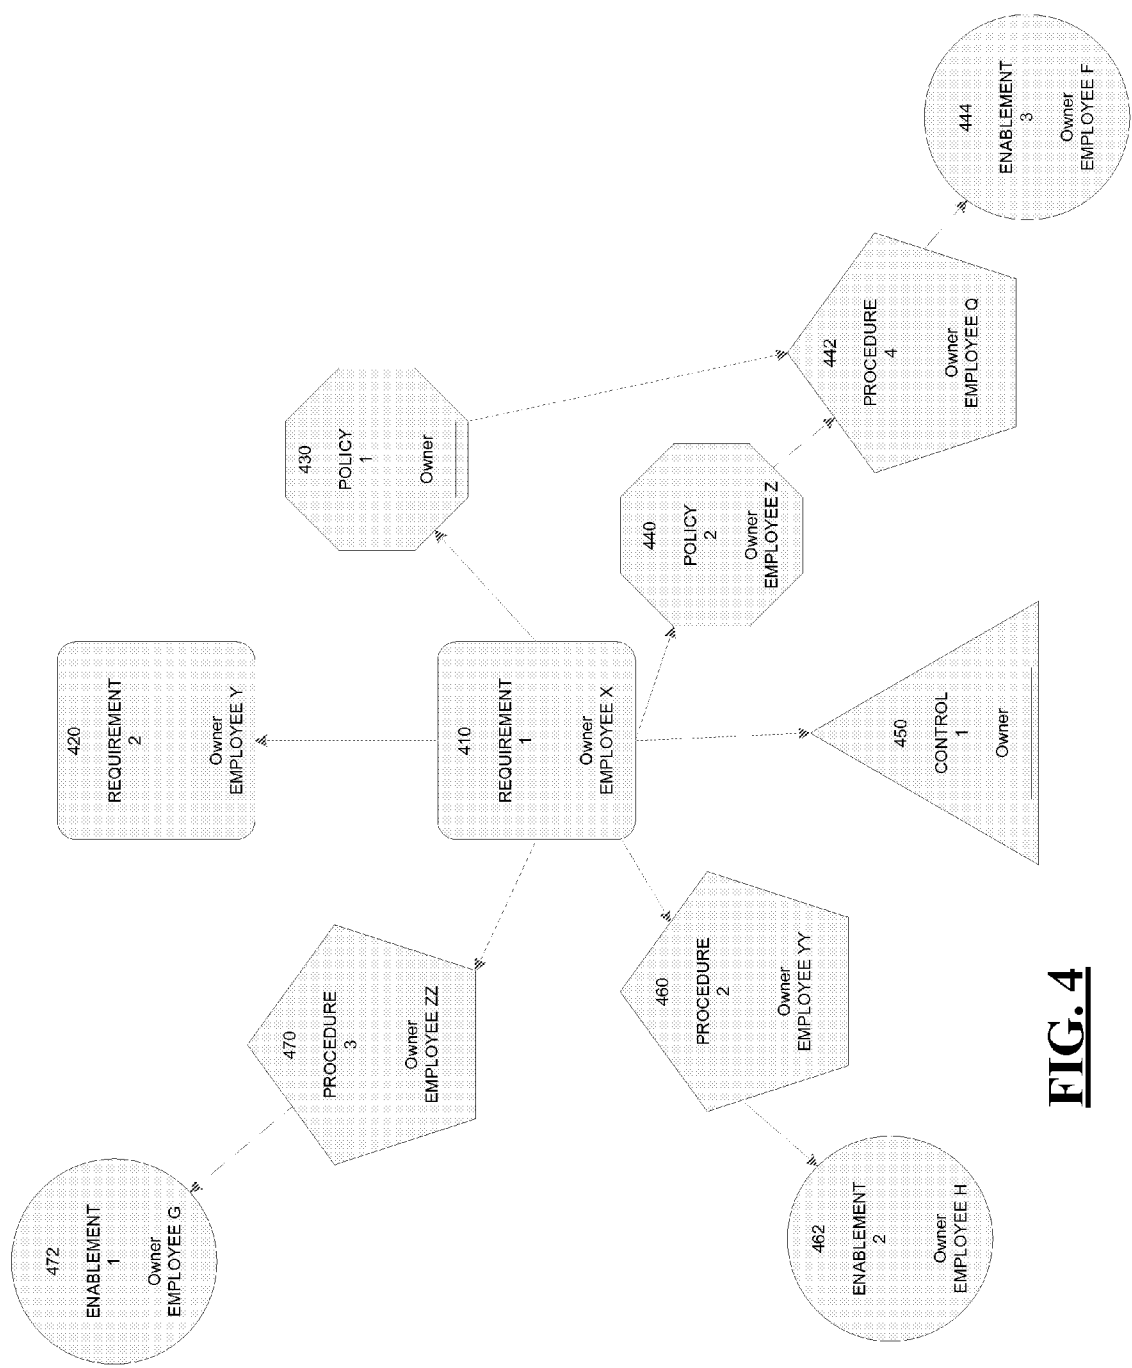 472
ENABLEMENT
1
Owner
EMPLOYEE G
470
PROCEDURE
3
Owner
EMPLOYEE ZZ
420
REQUIREMENT
2
Owner
EMPLOYEE Y
430
POLICY
1
Owner
410
REQUIREMENT
1
Owner
EMPLOYEE X
462
ENABLEMENT
2
Owner
EMPLOYEE H
460
PROCEDURE
2
Owner
EMPLOYEE YY
450
CONTROL
1
Owner
440
POLICY
2
Owner
EMPLOYEE Z
442
PROCEDURE
4
Owner
EMPLOYEE Q
444
ENABLEMENT
3
Owner
EMPLOYEE F
FIG. 4